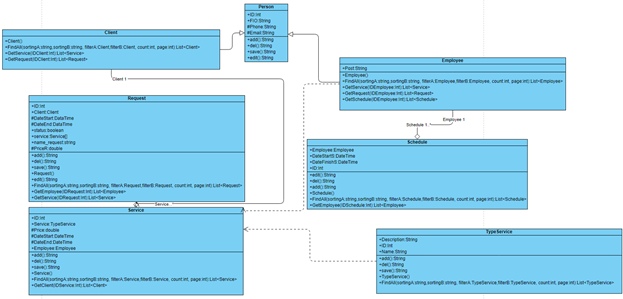 Person
+ID:int
+FIO:String
#Phone:String
#Email:String
+add():String
+del():String
+save():String
+edit():String
Client
+Client()
+FindAll(sortingA:string,sortingB:string, filterA:Client,filterB:Client, count:int, page:int):List<Client>
+GetService(IDClient:int):List<Service>
+GetRequest(IDClient:int):List<Request>
Employee
+Post:String
+Employee()
+FindAll(sortingA:string,sortingB:string, filterA:Employee,filterB:Employee, count:int, page:int):List<Employee>
+GetService(IDEmployee:int):List<Service>
+GetRequest(IDEmployee:int):List<Request>
+GetSchedule(IDEmployee:int):List<Schedule>
Client 1
Employee 1
Schedule 1..
Request
+ID:int
+Client:Client
#DateStart:DateTime
#DateEnd:DateTime
+status:boolean
+service:Service[]
+name_request:string
#PriceR:double
+add():String
+del():String
+save():String
+Request()
+edit():String
+FindAll(sortingA:string,sortingB:string, filterA:Request,filterB:Request, count:int, page:int):List<Request>
+GetEmployee(IDRequest:int):List<Employee>
+GetService(IDRequest:int):List<Service>
Schedule
+Employee:Employee
+DateStartS:DateTime
+DateFinishS:DateTime
+ID:int
+edit():String
+del():String
+add():String
+Schedule()
+FindAll(sortingA:string,sortingB:string, filterA:Schedule,filterB:Schedule, count:int, page:int):List<Schedule>
+GetEmployee(IDSchedule:int):List<Employee>
Service..
Service
+ID:int
+Service:TypeService
#Price:double
#DateStart:DateTime
#DateEnd:DateTime
+Employee:Employee
+add():String
+del():String
+save():String
+Service()
+FindAll(sortingA:string,sortingB:string, filterA:Service,filterB:Service, count:int, page:int):List<Service>
+GetClient(IDService:int):List<Client>
TypeService
+Description:String
+ID:int
+Name:String
+add():String
+del():String
+save():String
+TypeService()
+FindAll(sortingA:string,sortingB:string, filterA:TypeService,filterB:TypeService, count:int, page:int):List<TypeService>